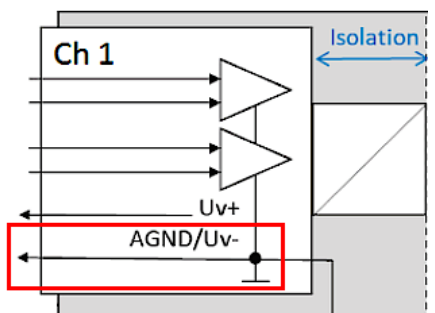 Isolation
Ch 1
Uv+
AGND/Uv-